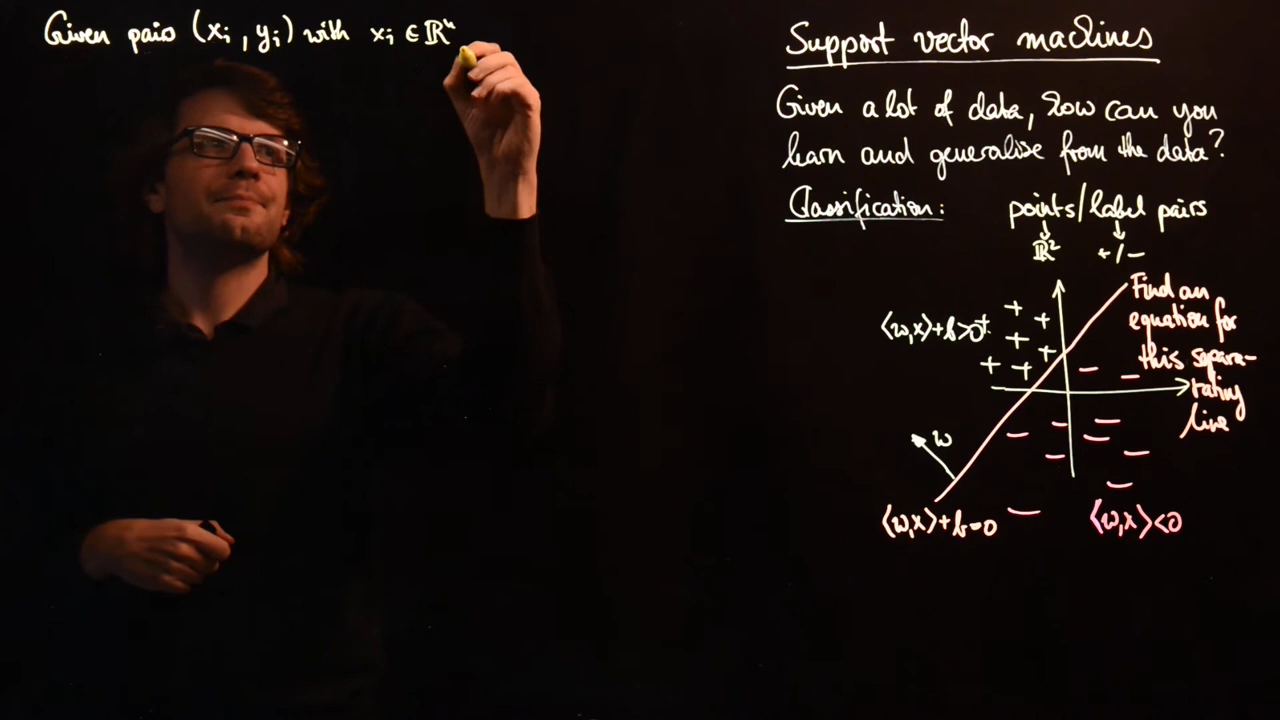 Given pairs (xᵢ, yᵢ) with xᵢ ∈ ℝⁿ
Support vector machines
Given a lot of data, how can you
learn and generalise from the data?
Classification: points/label pairs
↓ ↓
ℝ² +/-
Find an
equation for
this separa-
rating
line
⟨w,x⟩+b>0
w
⟨w,x⟩+b=0
⟨w,x⟩<0